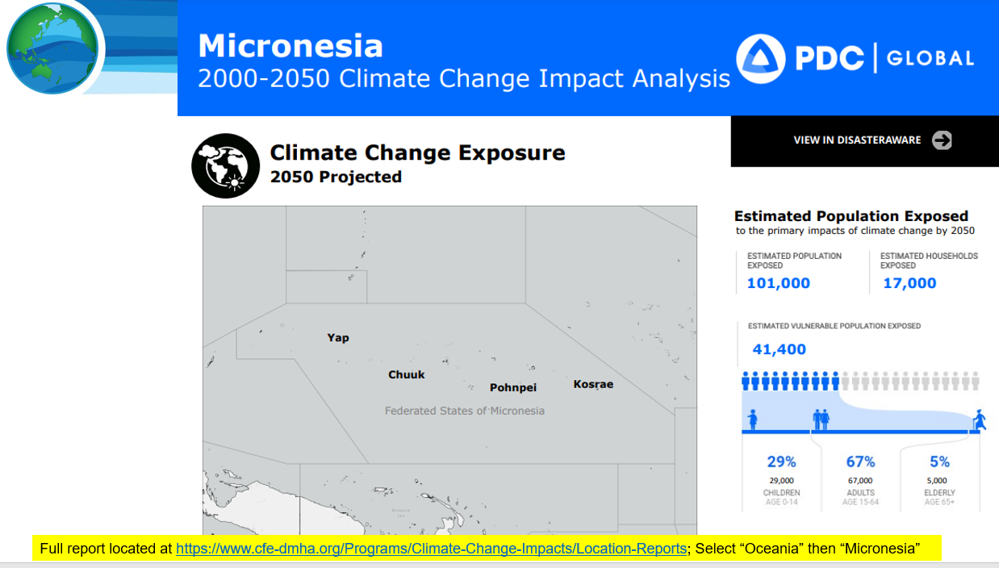 Micronesia
2000-2050 Climate Change Impact Analysis
PDC | GLOBAL
VIEW IN DISASTERAWARE
Climate Change Exposure
2050 Projected
Yap
Chuuk
Pohnpei
Kosrae
Federated States of Micronesia
Bismarck
Sea
Estimated Population Exposed
to the primary impacts of climate change by 2050
ESTIMATED POPULATION
EXPOSED
101,000
ESTIMATED HOUSEHOLDS
EXPOSED
17,000
ESTIMATED VULNERABLE POPULATION EXPOSED
41,400
29%
29,000
CHILDREN
AGE 0-14
67%
67,000
ADULTS
AGE 15-64
5%
5,000
ELDERLY
AGE 65+
Full report located at https://www.cfe-dmha.org/Programs/Climate-Change-Impacts/Location-Reports; Select “Oceania” then “Micronesia”